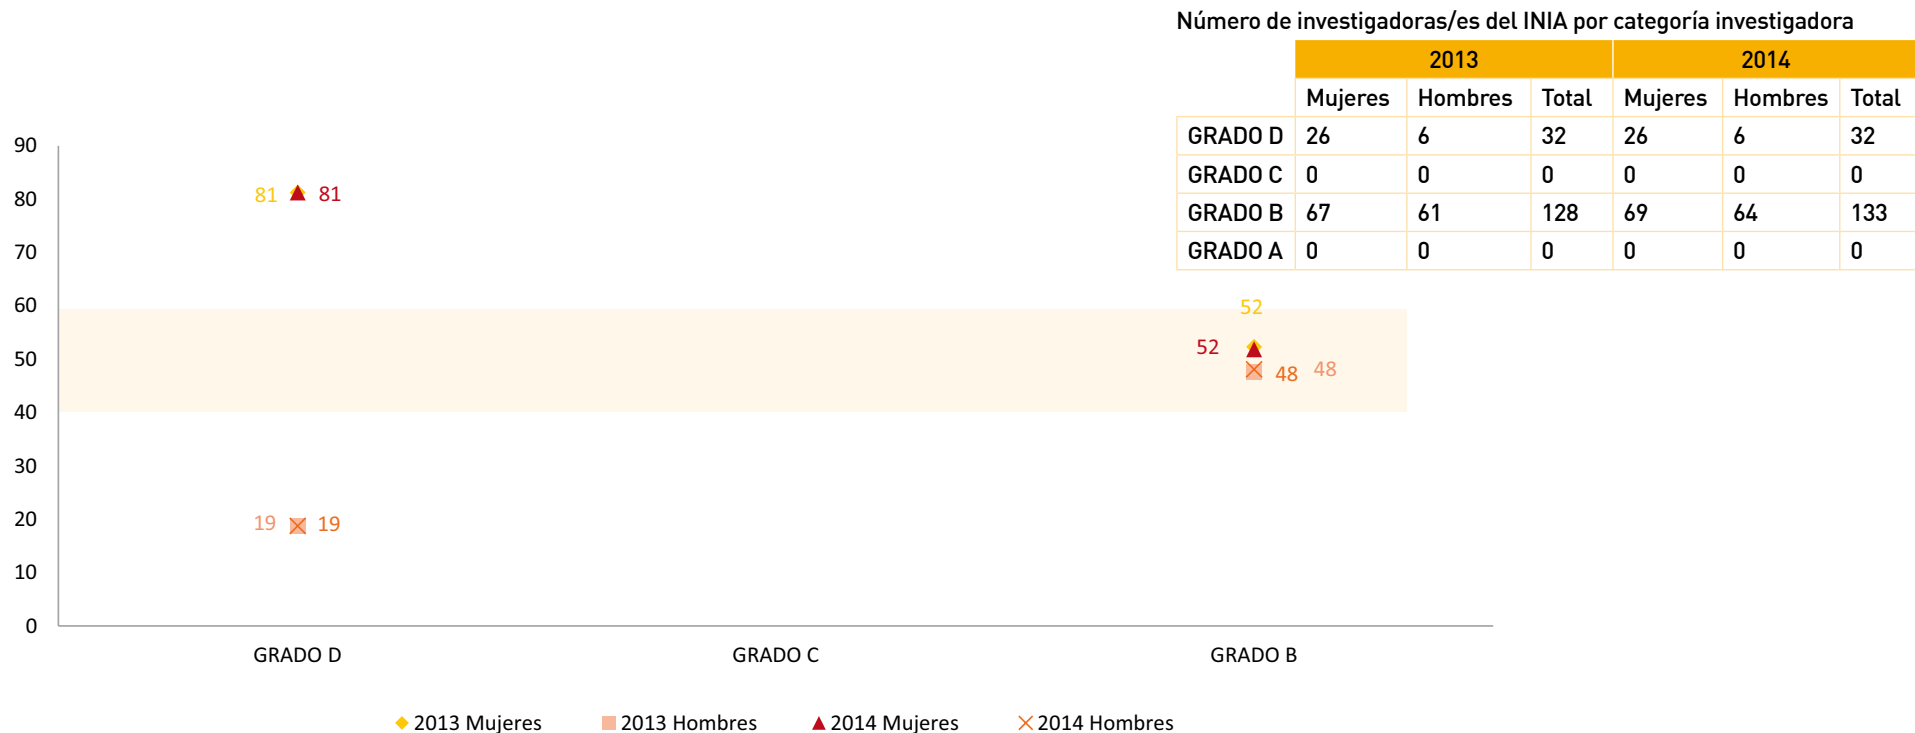 Número de investigadoras/es del INIA por categoría investigadora
2013 2014
Mujeres Hombres Total Mujeres Hombres Total
GRADO D 26 6 32 26 6 32
GRADO C 0 0 0 0 0 0
GRADO B 67 61 128 69 64 133
GRADO A 0 0 0 0 0 0
90
81 81
80
70
60
52
52
50
48 48
40
30
20
19 19
10
0
GRADO D GRADO C GRADO B
2013 Mujeres 2013 Hombres 2014 Mujeres 2014 Hombres